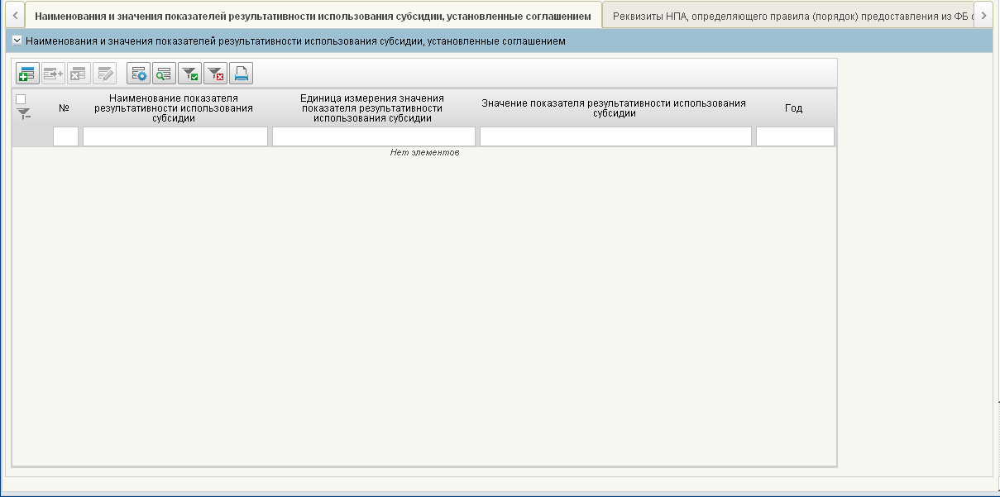 Наименования и значения показателей результативности использования субсидии, установленные соглашением
Реквизиты НПА, определяющего правила (порядок) предоставления из ФБ с
Наименования и значения показателей результативности использования субсидии, установленные соглашением
№
Наименование показателя
результативности использования
субсидии
Единица измерения значения
показателя результативности
использования субсидии
Значение показателя результативности использования
субсидии
Год
Нет элементов